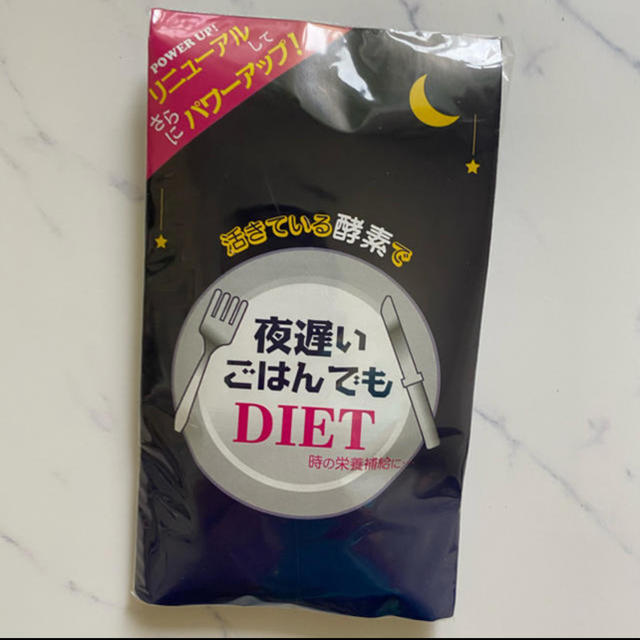 POWER UP!
リニューアルして
さらにパワーアップ!
活きている酵素で
夜遅い
ごはんでも
DIET
時の栄養補給に…